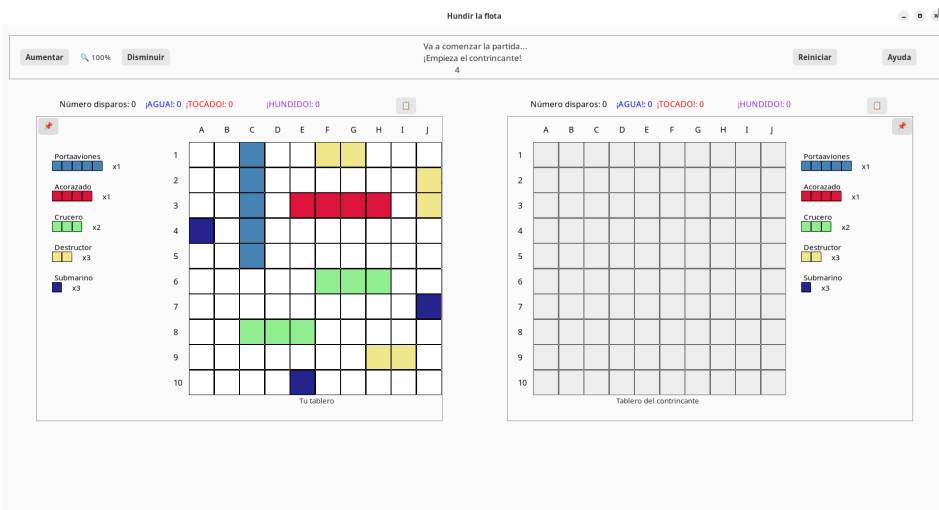 Hundir la flota
Aumentar 100% Disminuir
Va a comenzar la partida...
¡Empieza el contrincante!
4
Reiniciar Ayuda
Número disparos: 0 ¡AGUA!: 0 ¡TOCADO!: 0 ¡HUNDIDO!: 0
A B C D E F G H I J
Portaaviones
x1
Acorazado
x1
Crucero
x2
Destructor
x3
Submarino
x3
1
2
3
4
5
6
7
8
9
10
Tu tablero
Número disparos: 0 ¡AGUA!: 0 ¡TOCADO!: 0 ¡HUNDIDO!: 0
A B C D E F G H I J
1
2
3
4
5
6
7
8
9
10
Portaaviones
x1
Acorazado
x1
Crucero
x2
Destructor
x3
Submarino
x3
Tablero del contrincante